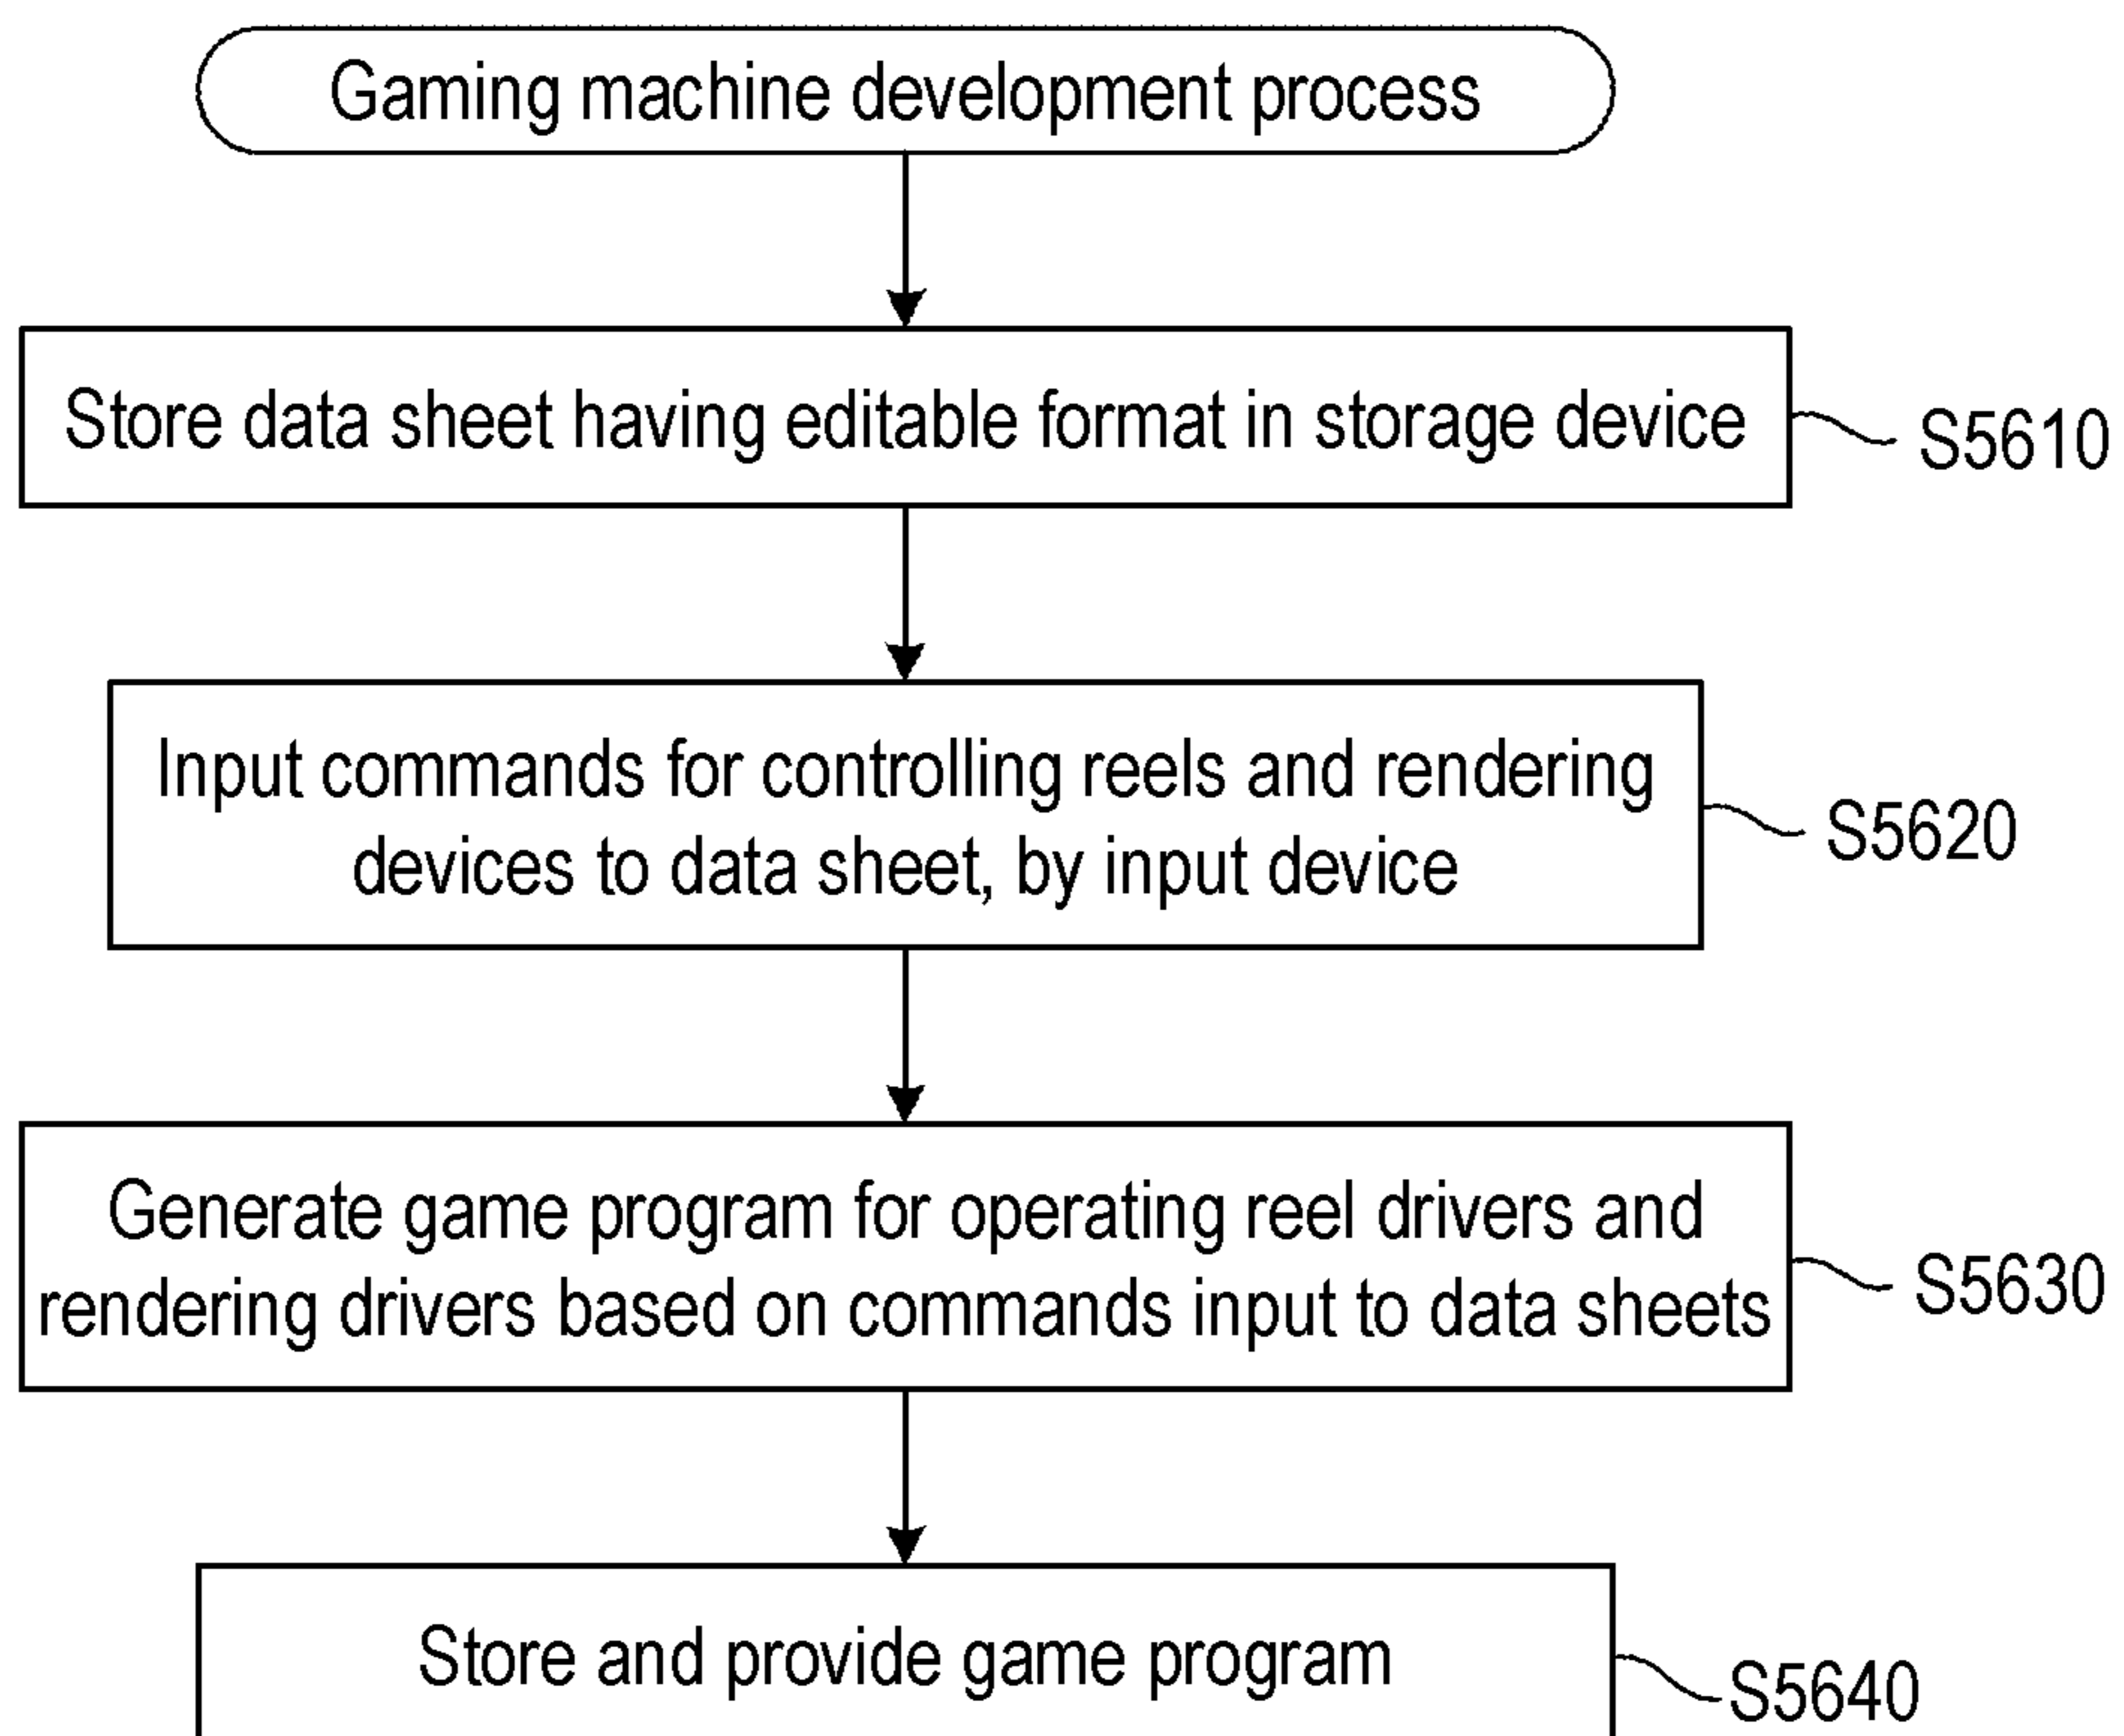 Gaming machine development process
Store data sheet having editable format in storage device
S5610
Input commands for controlling reels and rendering
devices to data sheet, by input device
S5620
Generate game program for operating reel drivers and
rendering drivers based on commands input to data sheets
S5630
Store and provide game program
S5640